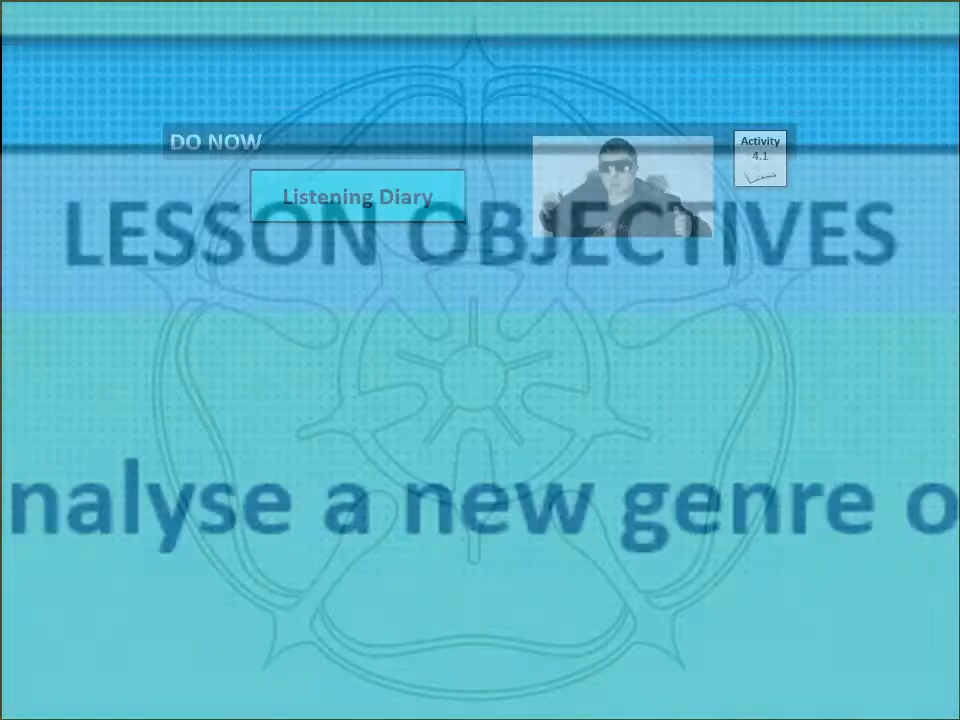 DO NOW
Activity
4.1
Listening Diary
LESSON OBJECTIVES
nalyse a new genre o